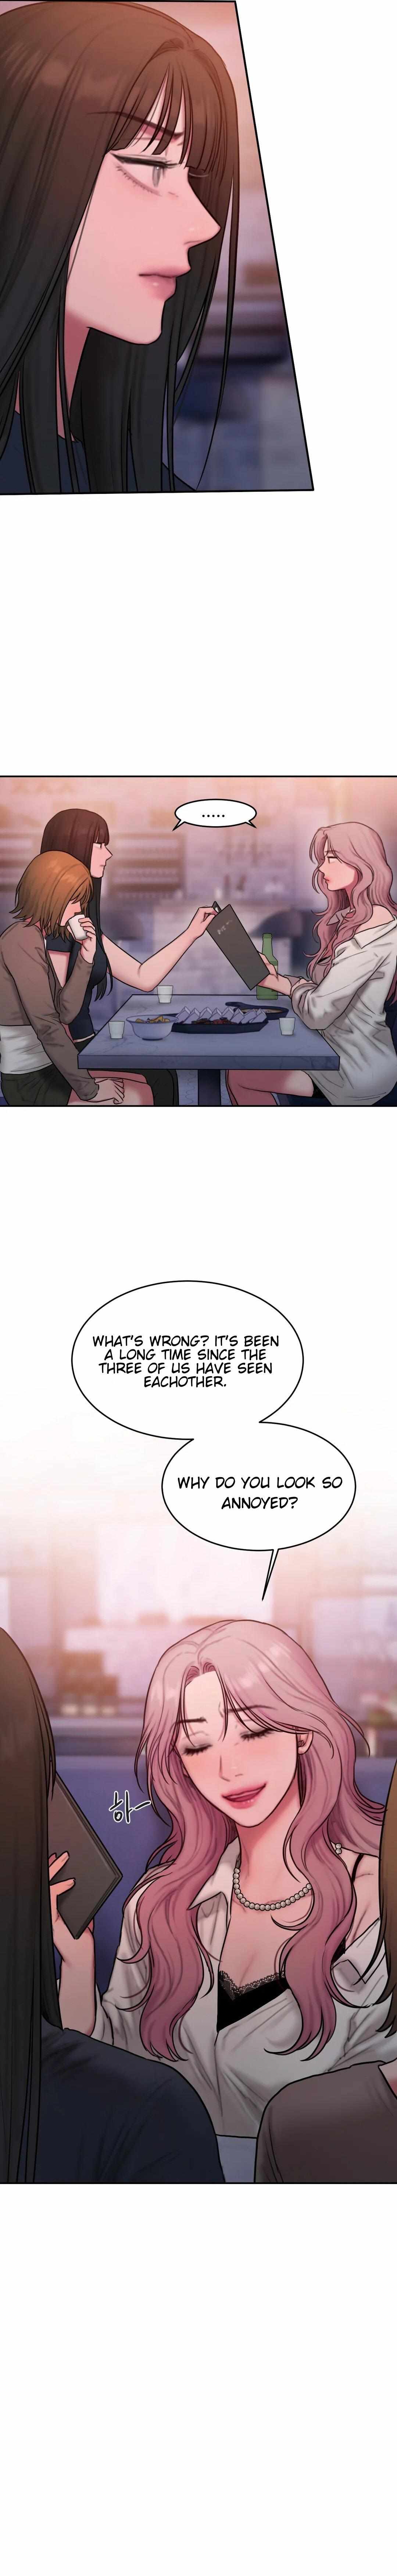 .....
WHAT'S WRONG? IT'S BEEN
A LONG TIME SINCE THE
THREE OF US HAVE SEEN
EACHOTHER.
WHY DO YOU LOOK SO
ANNOYED?
하-